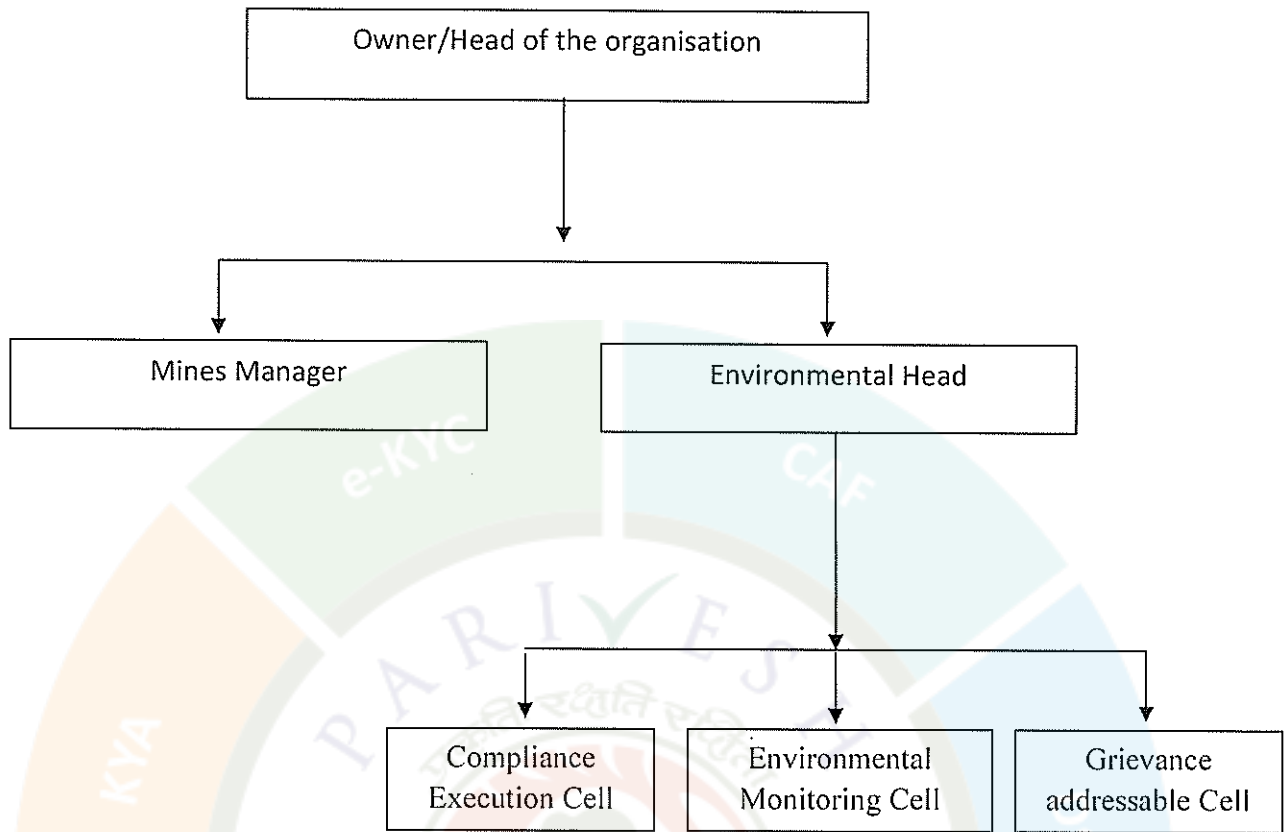 Owner/Head of the organisation
Mines Manager
Environmental Head
e-KYC
CAF
KYA
PARIVESH
Compliance
Execution Cell
Environmental
Monitoring Cell
Grievance
addressable Cell